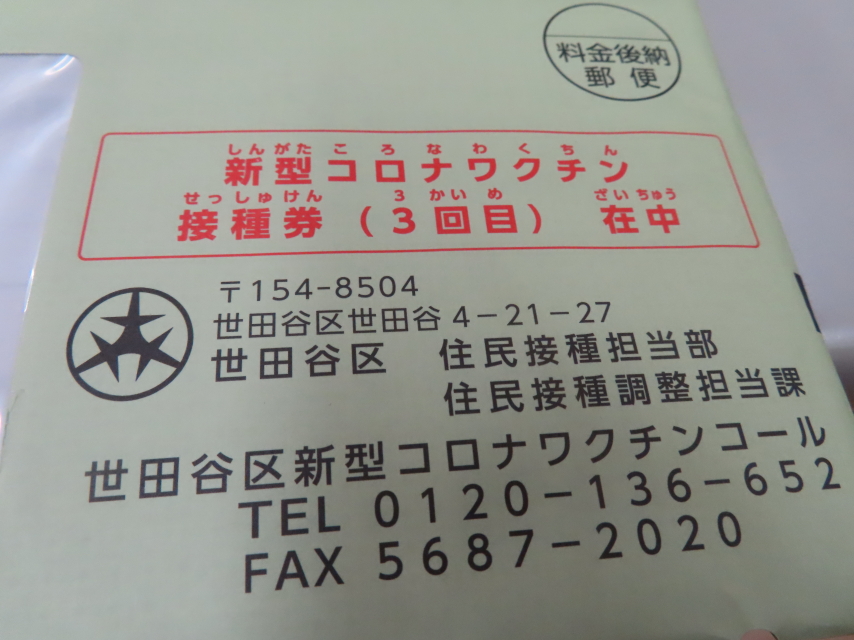 料金後納
郵便
しんがたころなわくちん
新型コロナワクチン
せっしゅけん 3かいめ ざいちゅう
接種券（3回目） 在中
〒154-8504
世田谷区世田谷4－21－27
世田谷区 住民接種担当部
住民接種調整担当課
世田谷区新型コロナワクチンコール
TEL 0120－136－652
FAX 5687－2020